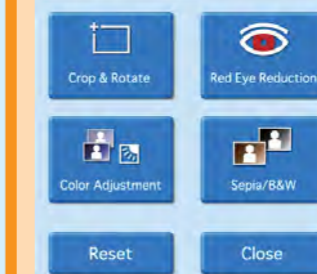 Crop & Rotate
Red Eye Reduction
Color Adjustment
Sepia/B&W
Reset
Close